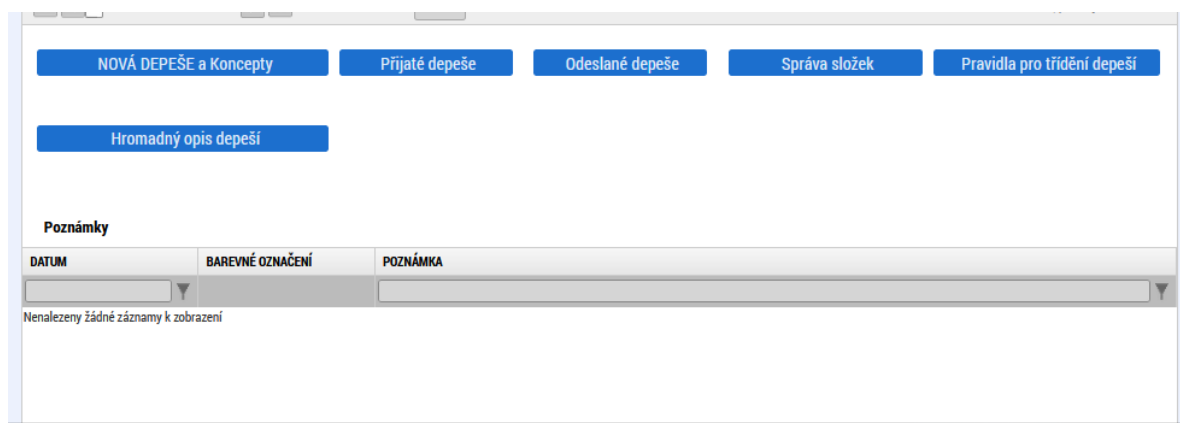 NOVÁ DEPEŠE a Koncepty Přijaté depeše Odeslané depeše Správa složek Pravidla pro třídění depeší
Hromadný opis depeší
Poznámky
DATUM BAREVNÉ OZNAČENÍ POZNÁMKA
Nenalezeny žádné záznamy k zobrazení